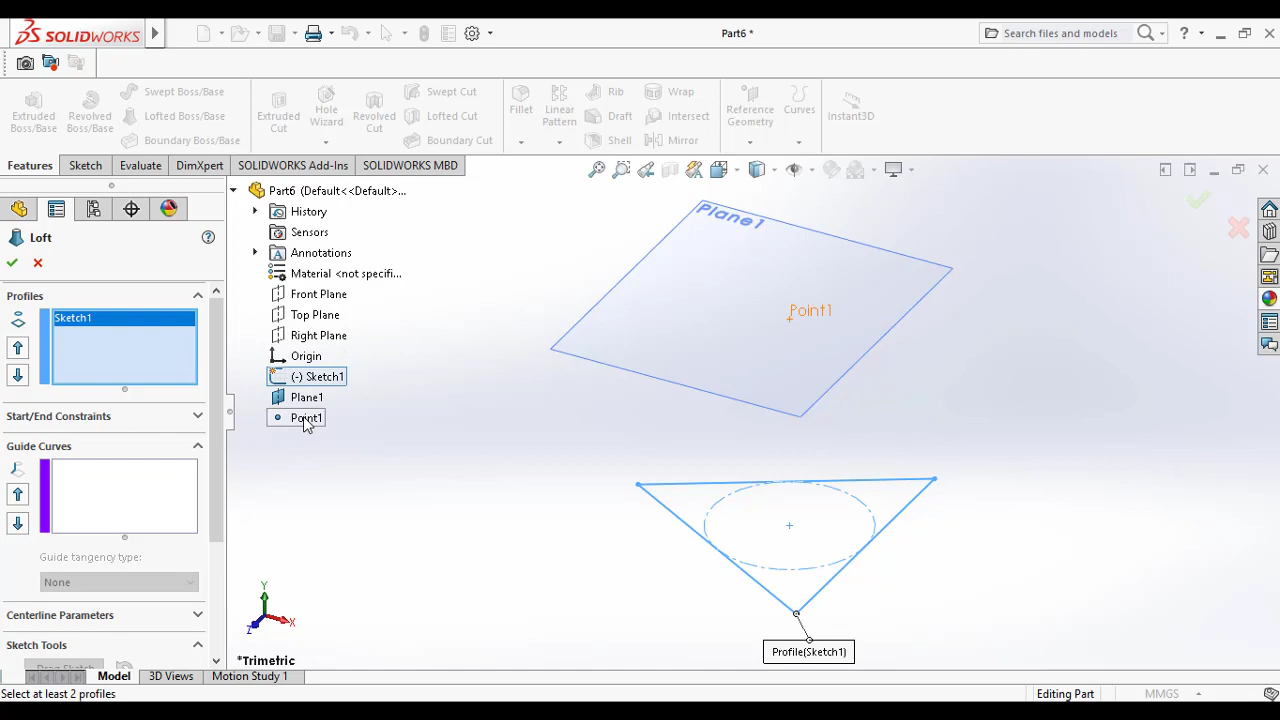 SOLIDWORKS
Part6 *
Search files and models
Extruded Boss/Base
Revolved Boss/Base
Swept Boss/Base
Lofted Boss/Base
Boundary Boss/Base
Extruded Cut
Hole Wizard
Revolved Cut
Swept Cut
Lofted Cut
Boundary Cut
Fillet
Linear Pattern
Rib
Draft
Shell
Wrap
Intersect
Mirror
Reference Geometry
Curves
Instant3D
Features
Sketch
Evaluate
DimXpert
SOLIDWORKS Add-Ins
SOLIDWORKS MBD
Loft
Profiles
Sketch1
Start/End Constraints
Guide Curves
Guide tangency type:
None
Centerline Parameters
Sketch Tools
Drag Sketch
Part6 (Default<<Default>...
History
Sensors
Annotations
Material <not specifi...
Front Plane
Top Plane
Right Plane
Origin
(-) Sketch1
Plane1
Point1
Plane1
Point1
Profile(Sketch1)
Y
X
Z
*Trimetric
Model
3D Views
Motion Study 1
Select at least 2 profiles
Editing Part
MMGS